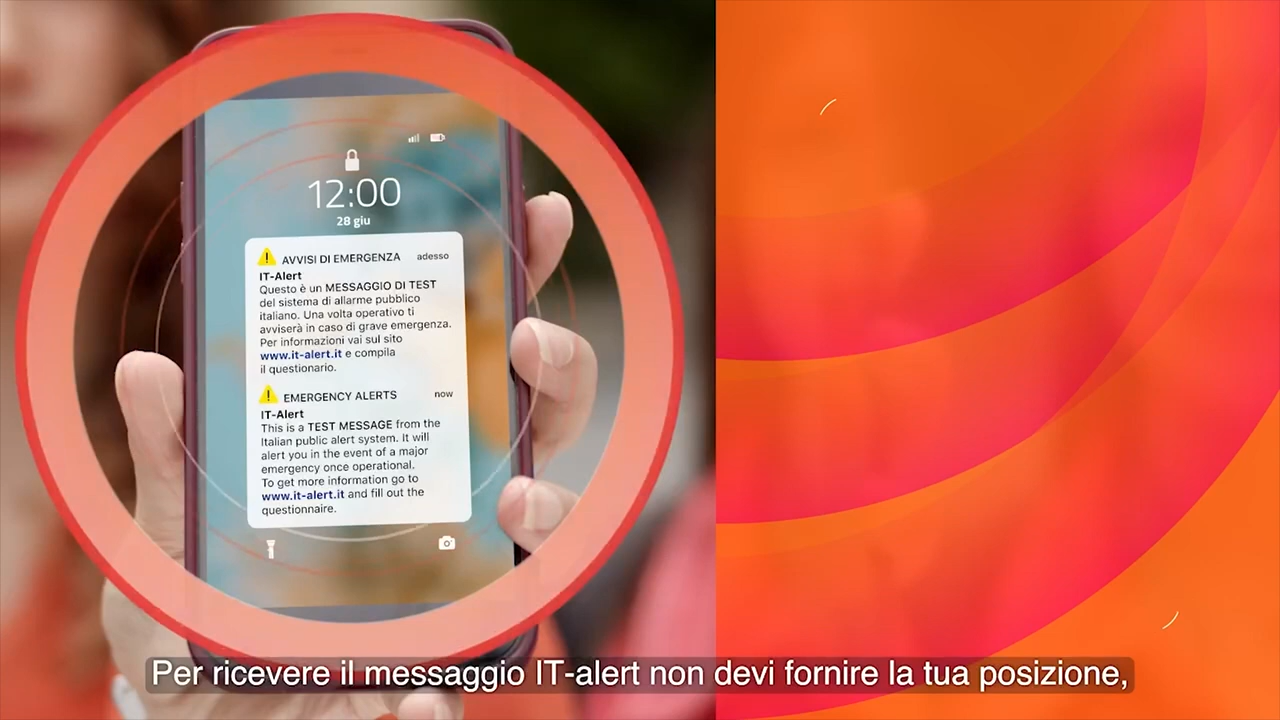 12:00
28 giu
AVVISI DI EMERGENZA adesso
IT-Alert
Questo è un MESSAGGIO DI TEST
del sistema di allarme pubblico
italiano. Una volta operativo ti
avviserà in caso di grave emergenza.
Per informazioni vai sul sito
www.it-alert.it e compila
il questionario.
EMERGENCY ALERTS now
IT-Alert
This is a TEST MESSAGE from the
Italian public alert system. It will
alert you in the event of a major
emergency once operational.
To get more information go to
www.it-alert.it and fill out the
questionnaire.
Per ricevere il messaggio IT-alert non devi fornire la tua posizione,